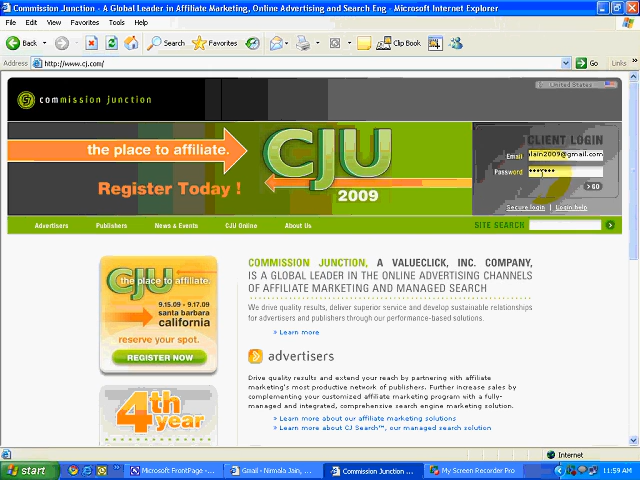 Commission Junction - A Global Leader in Affiliate Marketing, Online Advertising and Search Eng - Microsoft Internet Explorer
File Edit View Favorites Tools Help
Back Search Favorites Clip Book
Address http://www.cj.com/ Go Links
United States
commission junction
the place to affiliate.
Register Today !
CJU
2009
CLIENT LOGIN
Email lain2009@gmail.com
Password
GO
Secure login | Login help
Advertisers Publishers News & Events CJU Online About Us SITE SEARCH
CJU
the place to affiliate.
9.15.09 - 9.17.09
santa barbara
california
reserve your spot.
REGISTER NOW
4th
year
COMMISSION JUNCTION, A VALUECLICK, INC. COMPANY,
IS A GLOBAL LEADER IN THE ONLINE ADVERTISING CHANNELS
OF AFFILIATE MARKETING AND MANAGED SEARCH
We drive quality results, deliver superior service and develop sustainable relationships
for advertisers and publishers through our performance-based solutions.
» Learn more
advertisers
Drive quality results and extend your reach by partnering with affiliate
marketing's most productive network of publishers. Further increase sales by
complementing your customized affiliate marketing program with a fully-
managed and integrated, comprehensive search engine marketing solution.
» Learn more about our affiliate marketing solutions
» Learn more about CJ Search™, our managed search solution
Internet
start Microsoft FrontPage -... Gmail - Nirmala Jain, ... Commission Junction ... My Screen Recorder Pro 11:59 AM